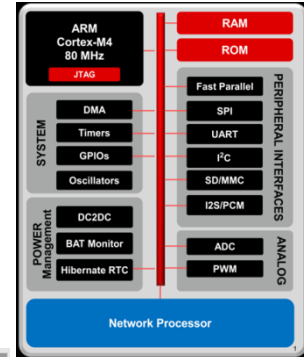 ARM
Cortex-M4
80 MHz
JTAG
RAM
ROM
SYSTEM
DMA
Timers
GPIOs
Oscillators
POWER
Management
DC2DC
BAT Monitor
Hibernate RTC
PERIPHERAL INTERFACES
Fast Parallel
SPI
UART
I²C
SD/MMC
I2S/PCM
ANALOG
ADC
PWM
Network Processor
1